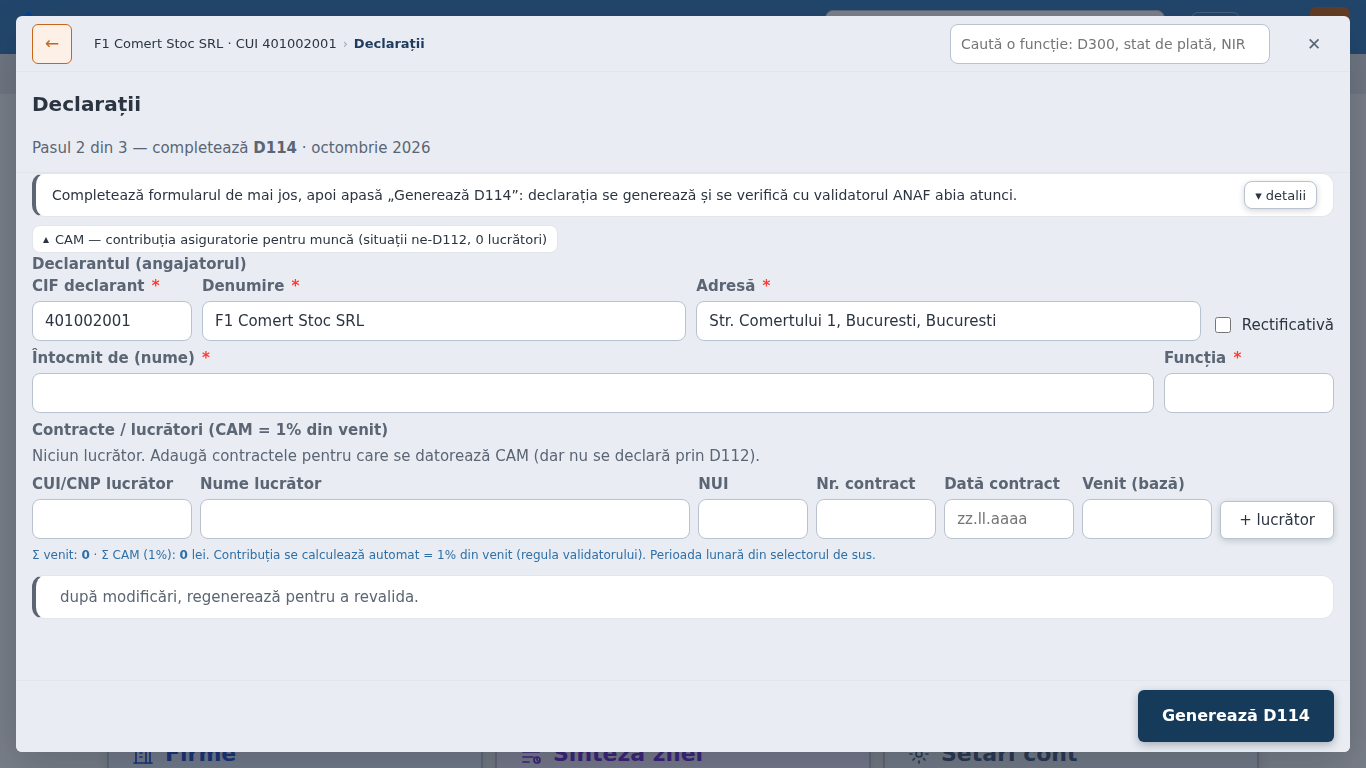 ←
F1 Comert Stoc SRL · CUI 401002001 › Declarații
Caută o funcție: D300, stat de plată, NIR
✕
Declarații
Pasul 2 din 3 — completează D114 · octombrie 2026
Completează formularul de mai jos, apoi apasă „Generează D114”: declarația se generează și se verifică cu validatorul ANAF abia atunci.
▾ detalii
▴ CAM — contribuția asiguratorie pentru muncă (situații ne-D112, 0 lucrători)
Declarantul (angajatorul)
CIF declarant * Denumire * Adresă *
401002001 F1 Comert Stoc SRL Str. Comertului 1, Bucuresti, Bucuresti Rectificativă
Întocmit de (nume) * Funcția *
Contracte / lucrători (CAM = 1% din venit)
Niciun lucrător. Adaugă contractele pentru care se datorează CAM (dar nu se declară prin D112).
CUI/CNP lucrător Nume lucrător NUI Nr. contract Dată contract Venit (bază)
zz.ll.aaaa + lucrător
Σ venit: 0 · Σ CAM (1%): 0 lei. Contribuția se calculează automat = 1% din venit (regula validatorului). Perioada lunară din selectorul de sus.
după modificări, regenerează pentru a revalida.
Generează D114
Firme Sinteza zilei Setări cont